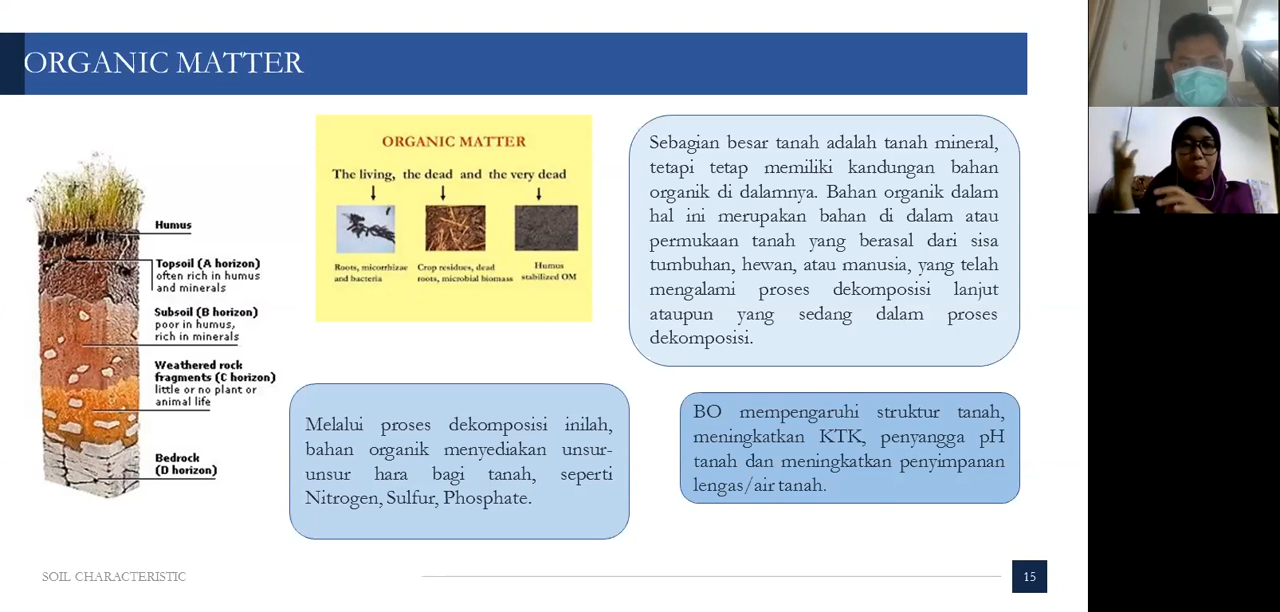 ORGANIC MATTER
Humus
Topsoil (A horizon)
often rich in humus
and minerals
Subsoil (B horizon)
poor in humus,
rich in minerals
Weathered rock
fragments (C horizon)
little or no plant or
animal life
Bedrock
(D horizon)
ORGANIC MATTER
The living, the dead and the very dead
Roots, micorrhizae
and bacteria
Crop residues, dead
roots, microbial biomass
Humus
stabilized OM
Sebagian besar tanah adalah tanah mineral,
tetapi tetap memiliki kandungan bahan
organik di dalamnya. Bahan organik dalam
hal ini merupakan bahan di dalam atau
permukaan tanah yang berasal dari sisa
tumbuhan, hewan, atau manusia, yang telah
mengalami proses dekomposisi lanjut
ataupun yang sedang dalam proses
dekomposisi.
Melalui proses dekomposisi inilah,
bahan organik menyediakan unsur-
unsur hara bagi tanah, seperti
Nitrogen, Sulfur, Phosphate.
BO mempengaruhi struktur tanah,
meningkatkan KTK, penyangga pH
tanah dan meningkatkan penyimpanan
lengas/air tanah.
SOIL CHARACTERISTIC
15